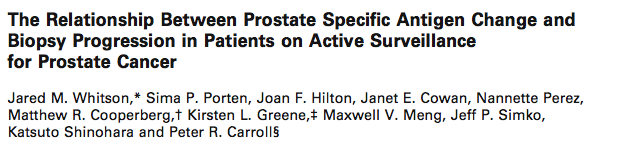 The Relationship Between Prostate Specific Antigen Change and
Biopsy Progression in Patients on Active Surveillance
for Prostate Cancer
Jared M. Whitson,* Sima P. Porten, Joan F. Hilton, Janet E. Cowan, Nannette Perez,
Matthew R. Cooperberg,† Kirsten L. Greene,‡ Maxwell V. Meng, Jeff P. Simko,
Katsuto Shinohara and Peter R. Carroll§